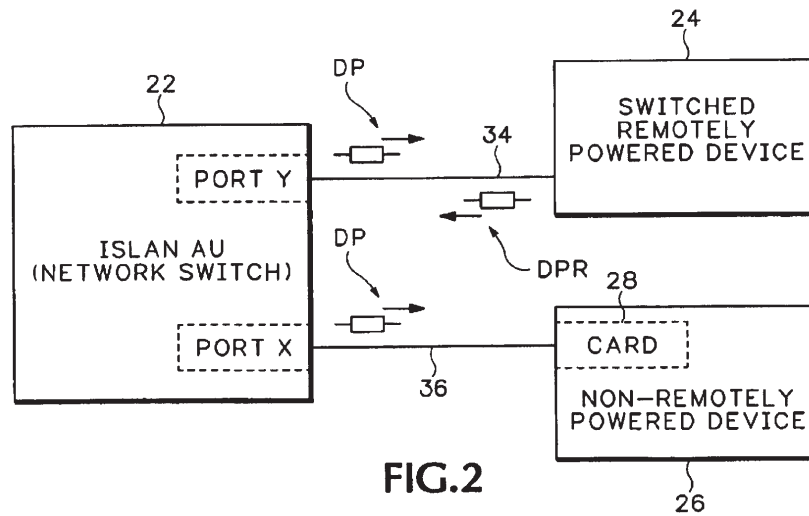 24
22
DP
SWITCHED
REMOTELY
POWERED DEVICE
34
PORT Y
ISLAN AU
(NETWORK SWITCH)
DP
DPR
28
PORT X
CARD
36
NON-REMOTELY
POWERED DEVICE
FIG.2
26